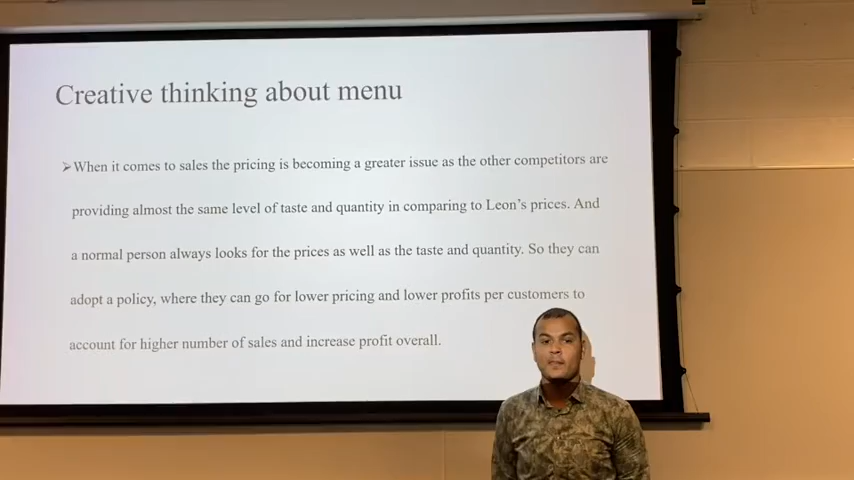 Creative thinking about menu
➢When it comes to sales the pricing is becoming a greater issue as the other competitors are
providing almost the same level of taste and quantity in comparing to Leon's prices. And
a normal person always looks for the prices as well as the taste and quantity. So they can
adopt a policy, where they can go for lower pricing and lower profits per customers to
account for higher number of sales and increase profit overall.